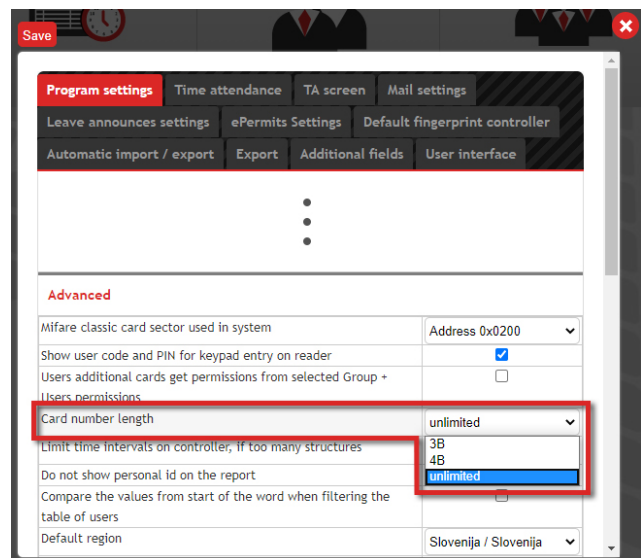 Save
Program settings Time attendance TA screen Mail settings
Leave announces settings ePermits Settings Default fingerprint controller
Automatic import / export Export Additional fields User interface
Advanced
Mifare classic card sector used in system Address 0x0200
Show user code and PIN for keypad entry on reader
Users additional cards get permissions from selected Group +
Users permissions
Card number length unlimited
3B
Limit time intervals on controller, if too many structures
4B
unlimited
Do not show personal id on the report
Compare the values from start of the word when filtering the
table of users
Default region Slovenija / Slovenija